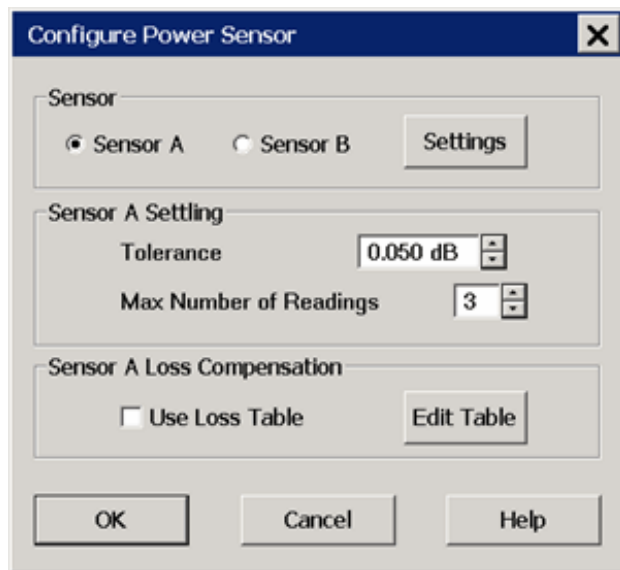 Configure Power Sensor
Sensor
Sensor A Sensor B Settings
Sensor A Settling
Tolerance 0.050 dB
Max Number of Readings 3
Sensor A Loss Compensation
Use Loss Table Edit Table
OK Cancel Help